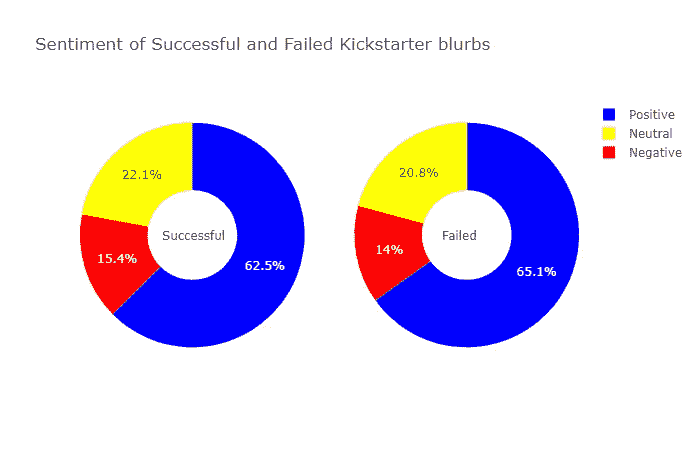 Sentiment of Successful and Failed Kickstarter blurbs
Positive
Neutral
Negative
22.1%
15.4%
Successful
62.5%
20.8%
14%
Failed
65.1%